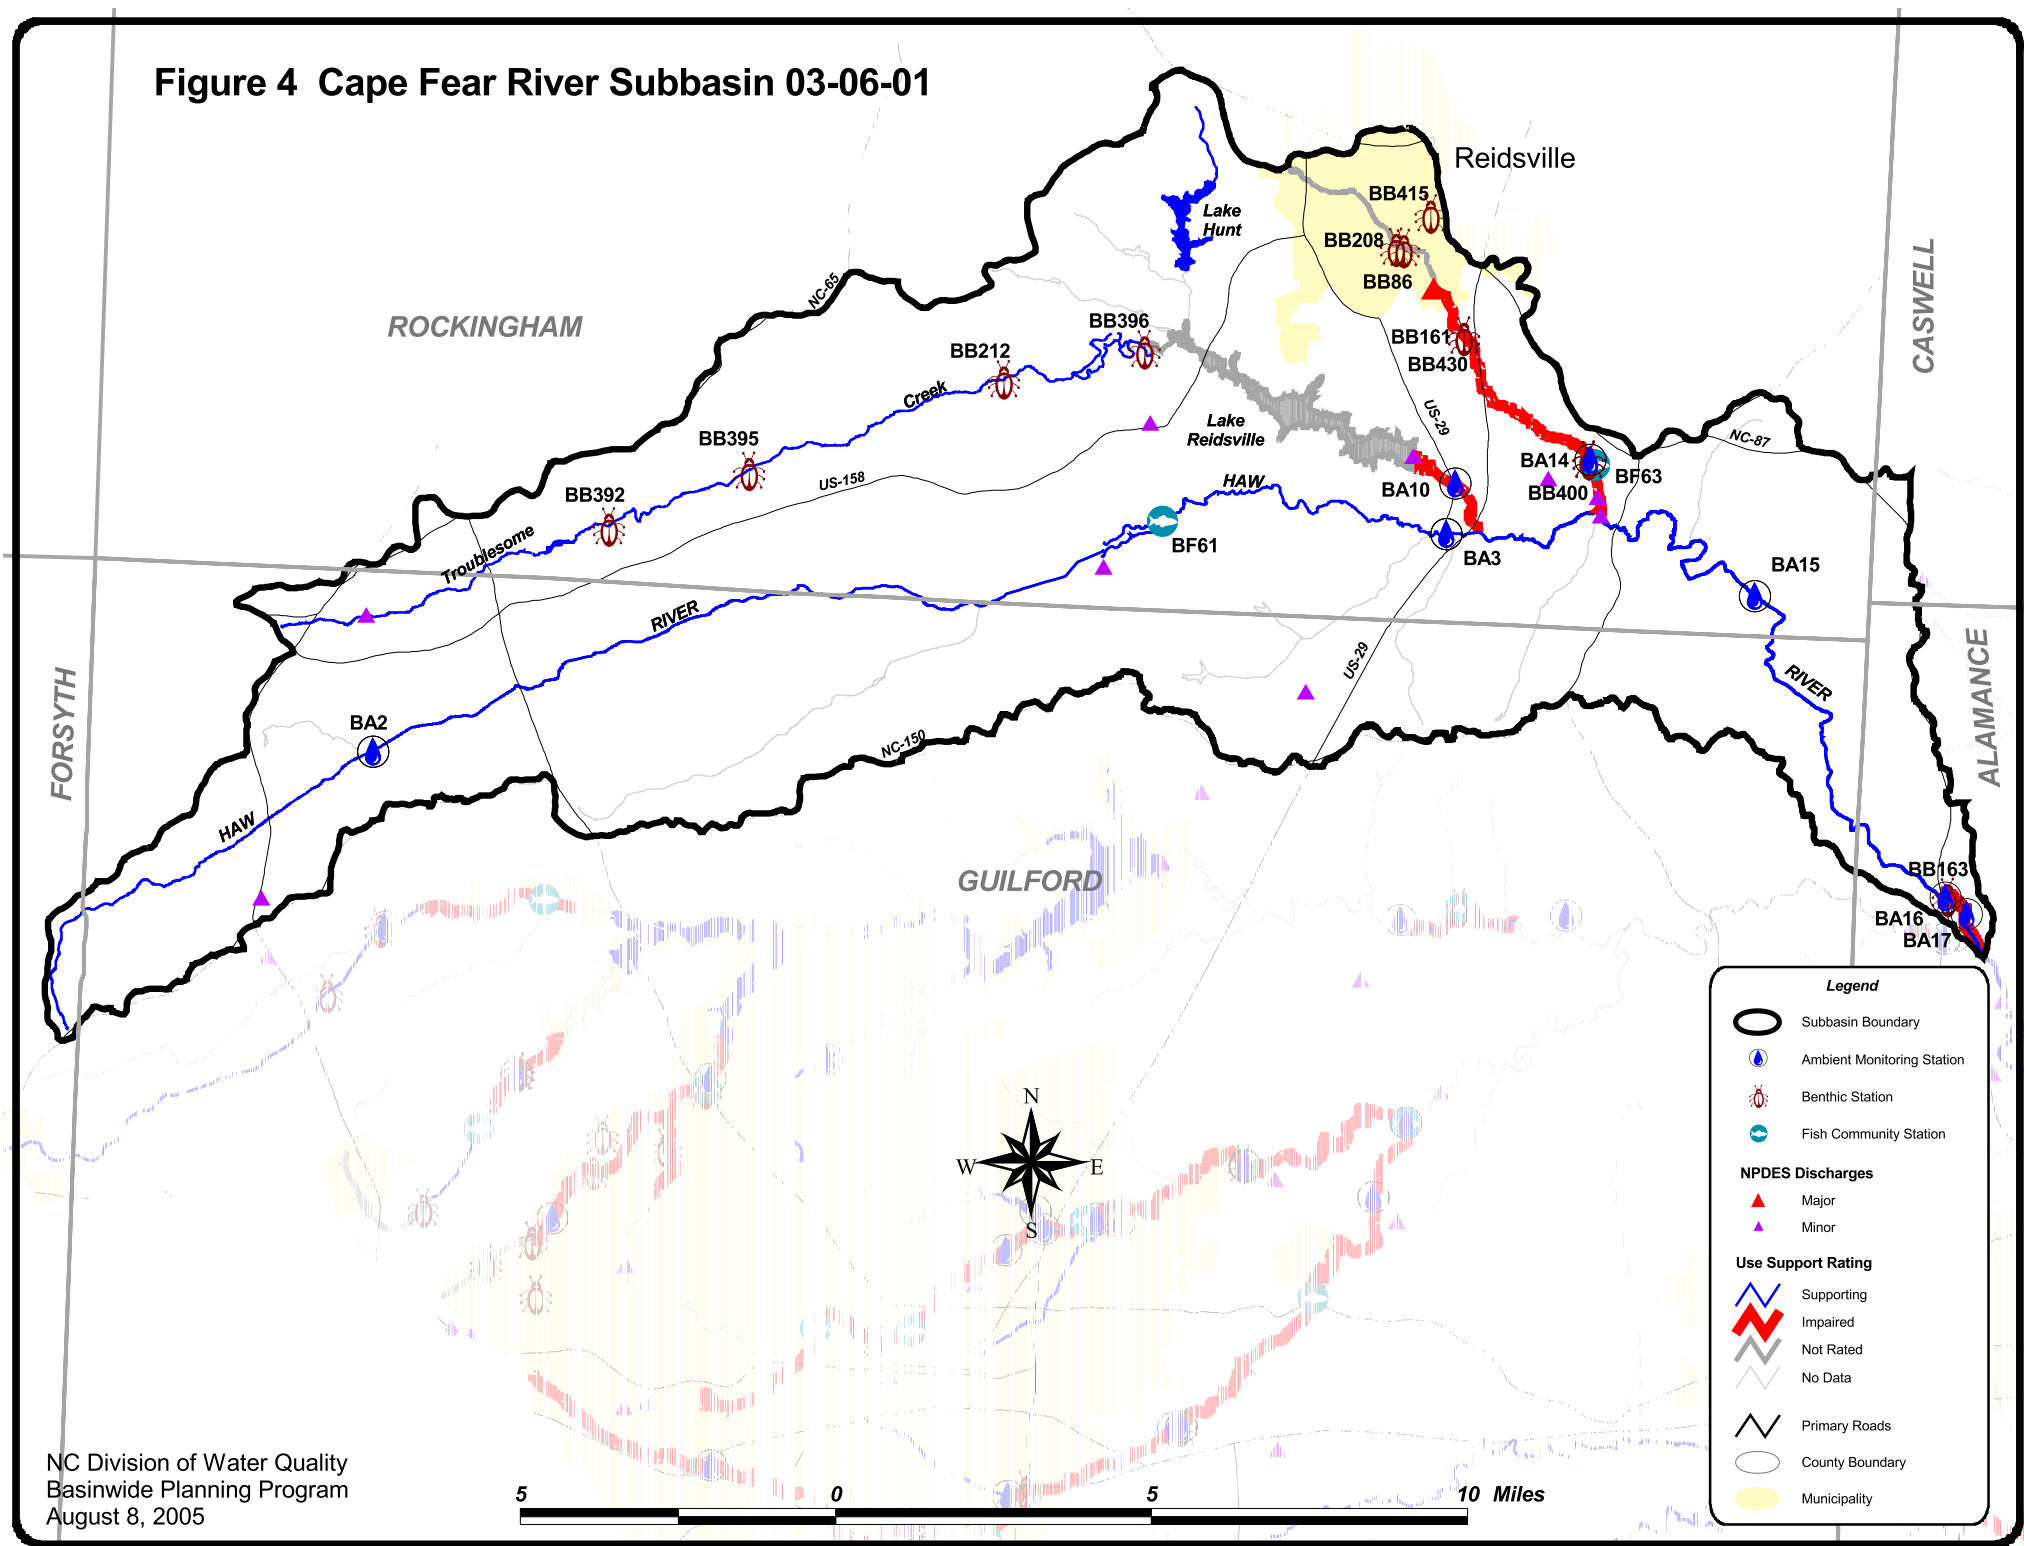 Figure 4 Cape Fear River Subbasin 03-06-01
Reidsville
BB415
Lake
Hunt
BB208
BB86
CASWELL
NC-65
ROCKINGHAM
BB396
BB161
BB212
BB430
Creek
US-29
Lake
Reidsville
BB395
NC-87
BA14
BF63
US-158
HAW
BA10
BB400
BB392
BF61
Troublesome
BA3
BA15
RIVER
US-29
RIVER
FORSYTH
ALAMANCE
BA2
NC-150
HAW
BB163
GUILFORD
BA16
BA17
Legend
Subbasin Boundary
Ambient Monitoring Station
Benthic Station
Fish Community Station
NPDES Discharges
Major
Minor
Use Support Rating
Supporting
Impaired
Not Rated
No Data
Primary Roads
County Boundary
Municipality
N
W
E
S
NC Division of Water Quality
Basinwide Planning Program
August 8, 2005
5 0 5 10 Miles